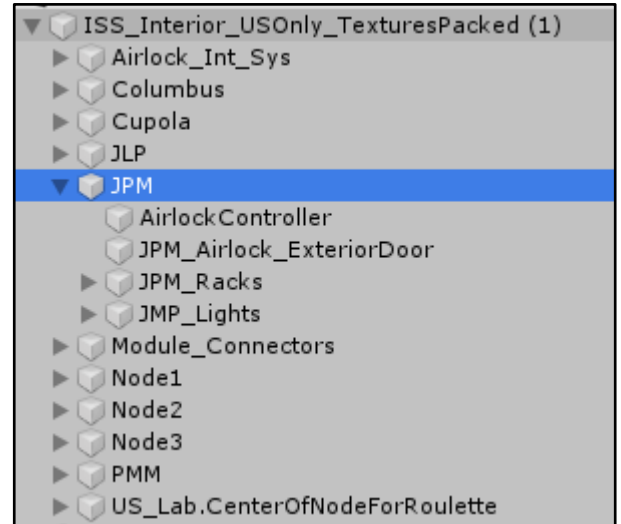 ISS_Interior_USOnly_TexturesPacked (1)
Airlock_Int_Sys
Columbus
Cupola
JLP
JPM
AirlockController
JPM_Airlock_ExteriorDoor
JPM_Racks
JMP_Lights
Module_Connectors
Node1
Node2
Node3
PMM
US_Lab.CenterOfNodeForRoulette